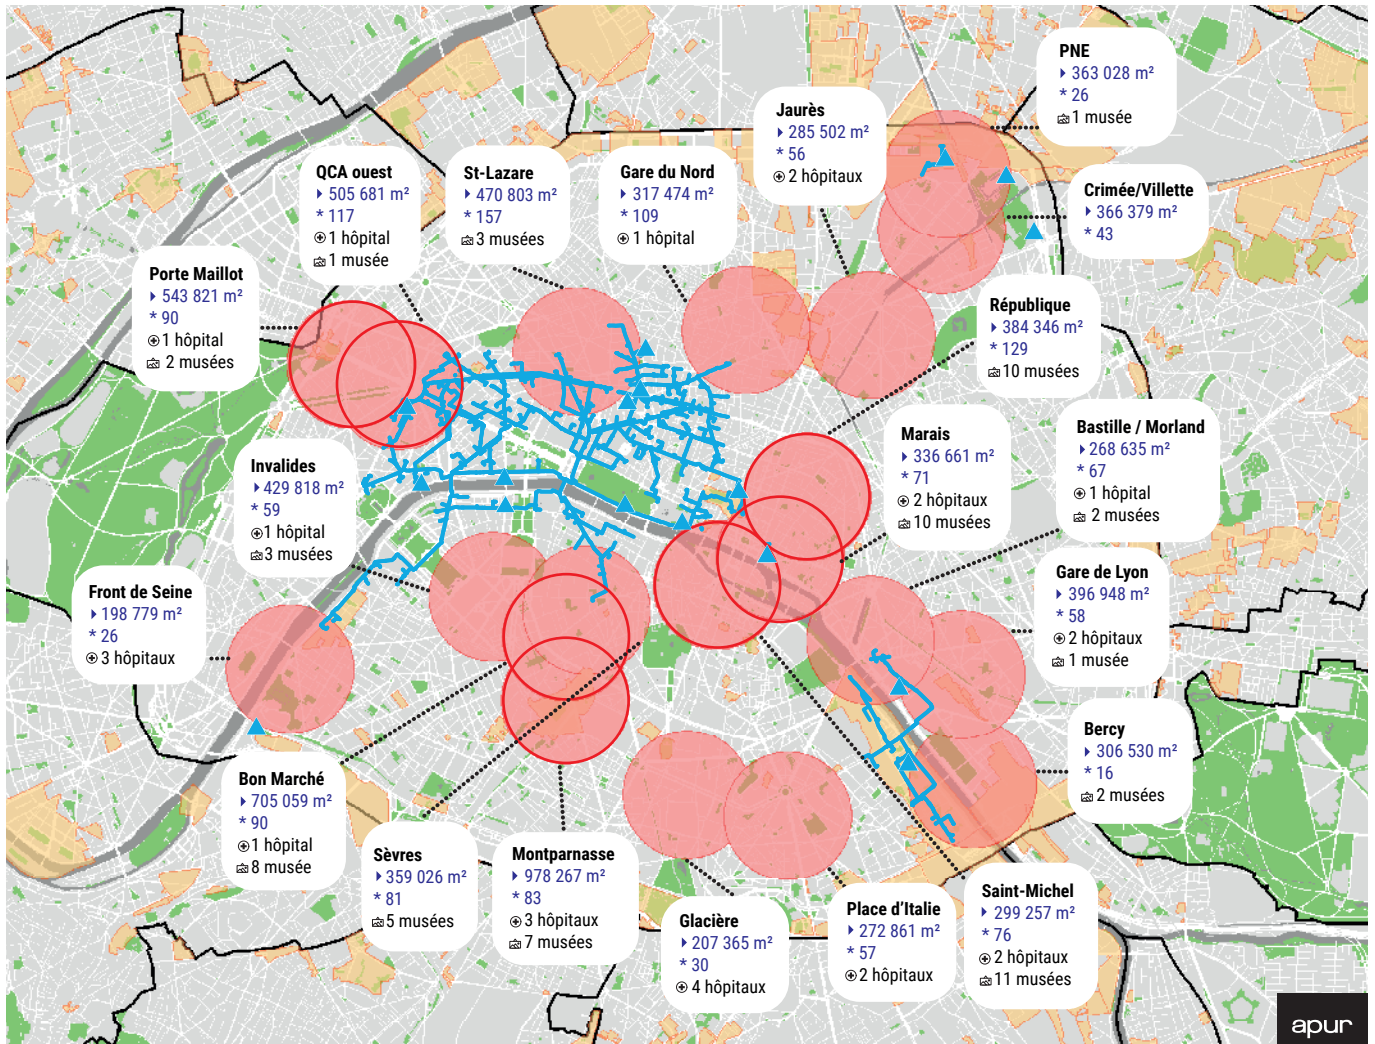 PNE
363 028 m²
* 26
1 musée
Jaurès
285 502 m²
* 56
2 hôpitaux
QCA ouest
505 681 m²
* 117
1 hôpital
1 musée
St-Lazare
470 803 m²
* 157
3 musées
Gare du Nord
317 474 m²
* 109
1 hôpital
Crimée/Villette
366 379 m²
* 43
Porte Maillot
543 821 m²
* 90
1 hôpital
2 musées
République
384 346 m²
* 129
10 musées
Invalides
429 818 m²
* 59
1 hôpital
3 musées
Marais
336 661 m²
* 71
2 hôpitaux
10 musées
Bastille / Morland
268 635 m²
* 67
1 hôpital
2 musées
Front de Seine
198 779 m²
* 26
3 hôpitaux
Gare de Lyon
396 948 m²
* 58
2 hôpitaux
1 musée
Bercy
306 530 m²
* 16
2 musées
Bon Marché
705 059 m²
* 90
1 hôpital
8 musée
Sèvres
359 026 m²
* 81
5 musées
Montparnasse
978 267 m²
* 83
3 hôpitaux
7 musées
Glacière
207 365 m²
* 30
4 hôpitaux
Place d'Italie
272 861 m²
* 57
2 hôpitaux
Saint-Michel
299 257 m²
* 76
2 hôpitaux
11 musées
apur